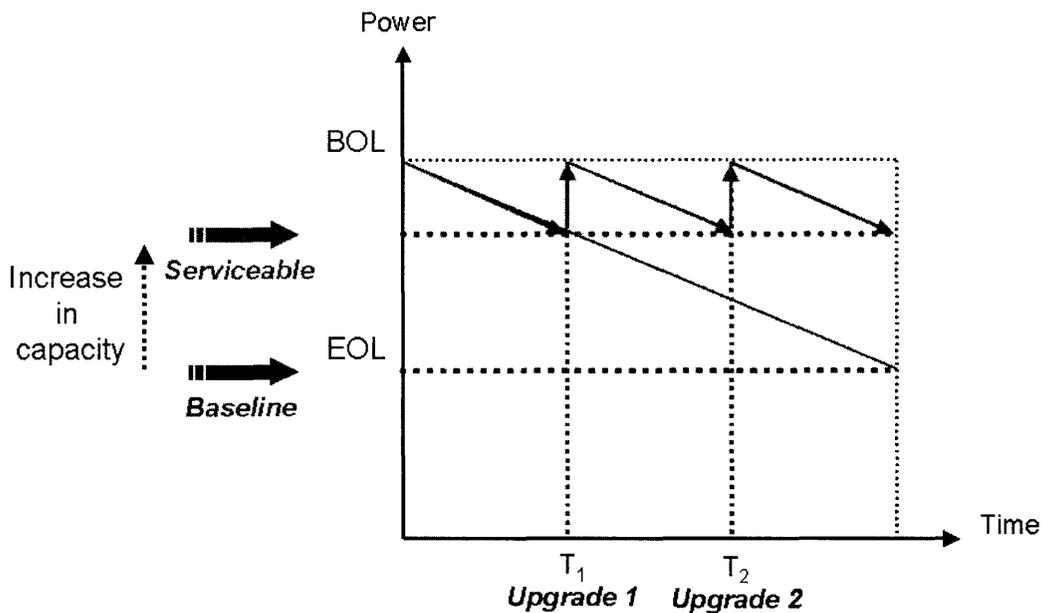 Power
BOL
Serviceable
Increase
in
capacity
EOL
Baseline
Time
T1 T2
Upgrade 1 Upgrade 2